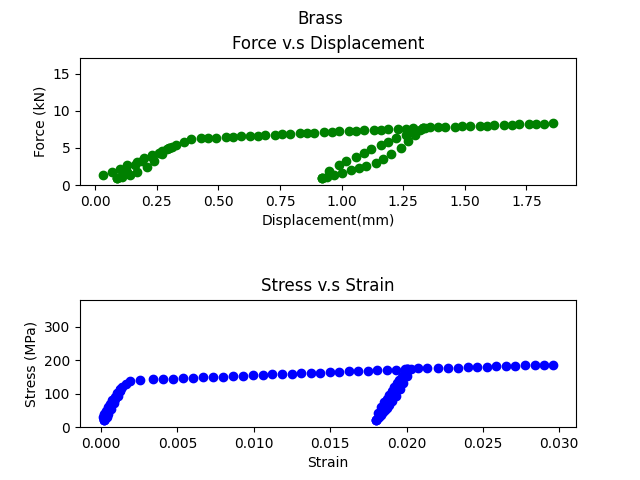 Brass
Force v.s Displacement
Force (kN)
15
10
5
0
0.00 0.25 0.50 0.75 1.00 1.25 1.50 1.75
Displacement(mm)
Stress v.s Strain
Stress (MPa)
300
200
100
0
0.000 0.005 0.010 0.015 0.020 0.025 0.030
Strain